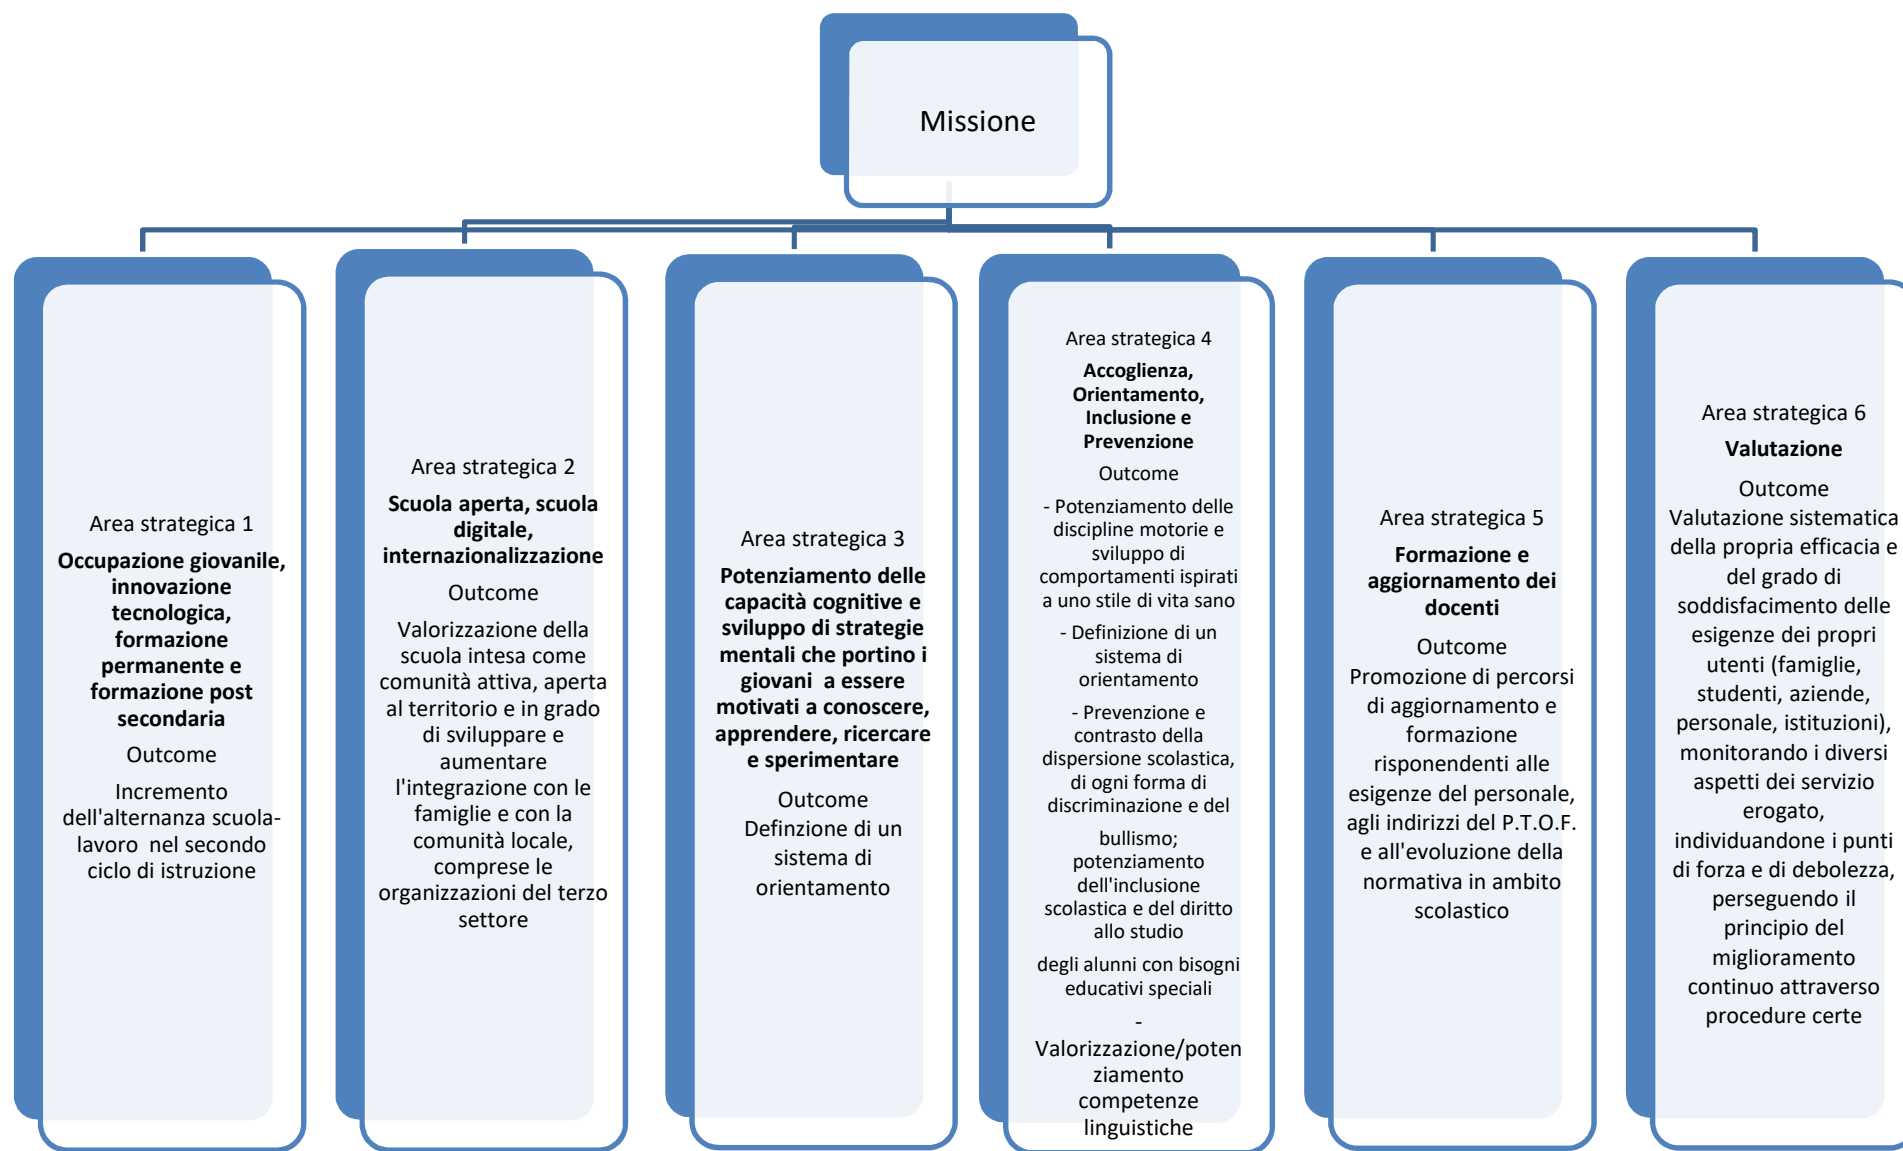 Missione
Area strategica 1
Occupazione giovanile,
innovazione
tecnologica,
formazione
permanente e
formazione post
secondaria
Outcome
Incremento
dell'alternanza scuola-
lavoro nel secondo
ciclo di istruzione
Area strategica 2
Scuola aperta, scuola
digitale,
internazionalizzazione
Outcome
Valorizzazione della
scuola intesa come
comunità attiva, aperta
al territorio e in grado
di sviluppare e
aumentare
l'integrazione con le
famiglie e con la
comunità locale,
comprese le
organizzazioni del terzo
settore
Area strategica 3
Potenziamento delle
capacità cognitive e
sviluppo di strategie
mentali che portino i
giovani a essere
motivati a conoscere,
apprendere, ricercare
e sperimentare
Outcome
Definzione di un
sistema di
orientamento
Area strategica 4
Accoglienza,
Orientamento,
Inclusione e
Prevenzione
Outcome
- Potenziamento delle
discipline motorie e
sviluppo di
comportamenti ispirati
a uno stile di vita sano
- Definizione di un
sistema di
orientamento
- Prevenzione e
contrasto della
dispersione scolastica,
di ogni forma di
discriminazione e del
bullismo;
potenziamento
dell'inclusione
scolastica e del diritto
allo studio
degli alunni con bisogni
educativi speciali
-
Valorizzazione/poten
ziamento
competenze
linguistiche
Area strategica 5
Formazione e
aggiornamento dei
docenti
Outcome
Promozione di percorsi
di aggiornamento e
formazione
rispondenti alle
esigenze del personale,
agli indirizzi del P.T.O.F.
e all'evoluzione della
normativa in ambito
scolastico
Area strategica 6
Valutazione
Outcome
Valutazione sistematica
della propria efficacia e
del grado di
soddisfacimento delle
esigenze dei propri
utenti (famiglie,
studenti, aziende,
personale, istituzioni),
monitorando i diversi
aspetti dei servizio
erogato,
individuandone i punti
di forza e di debolezza,
perseguendo il
principio del
miglioramento
continuo attraverso
procedure certe